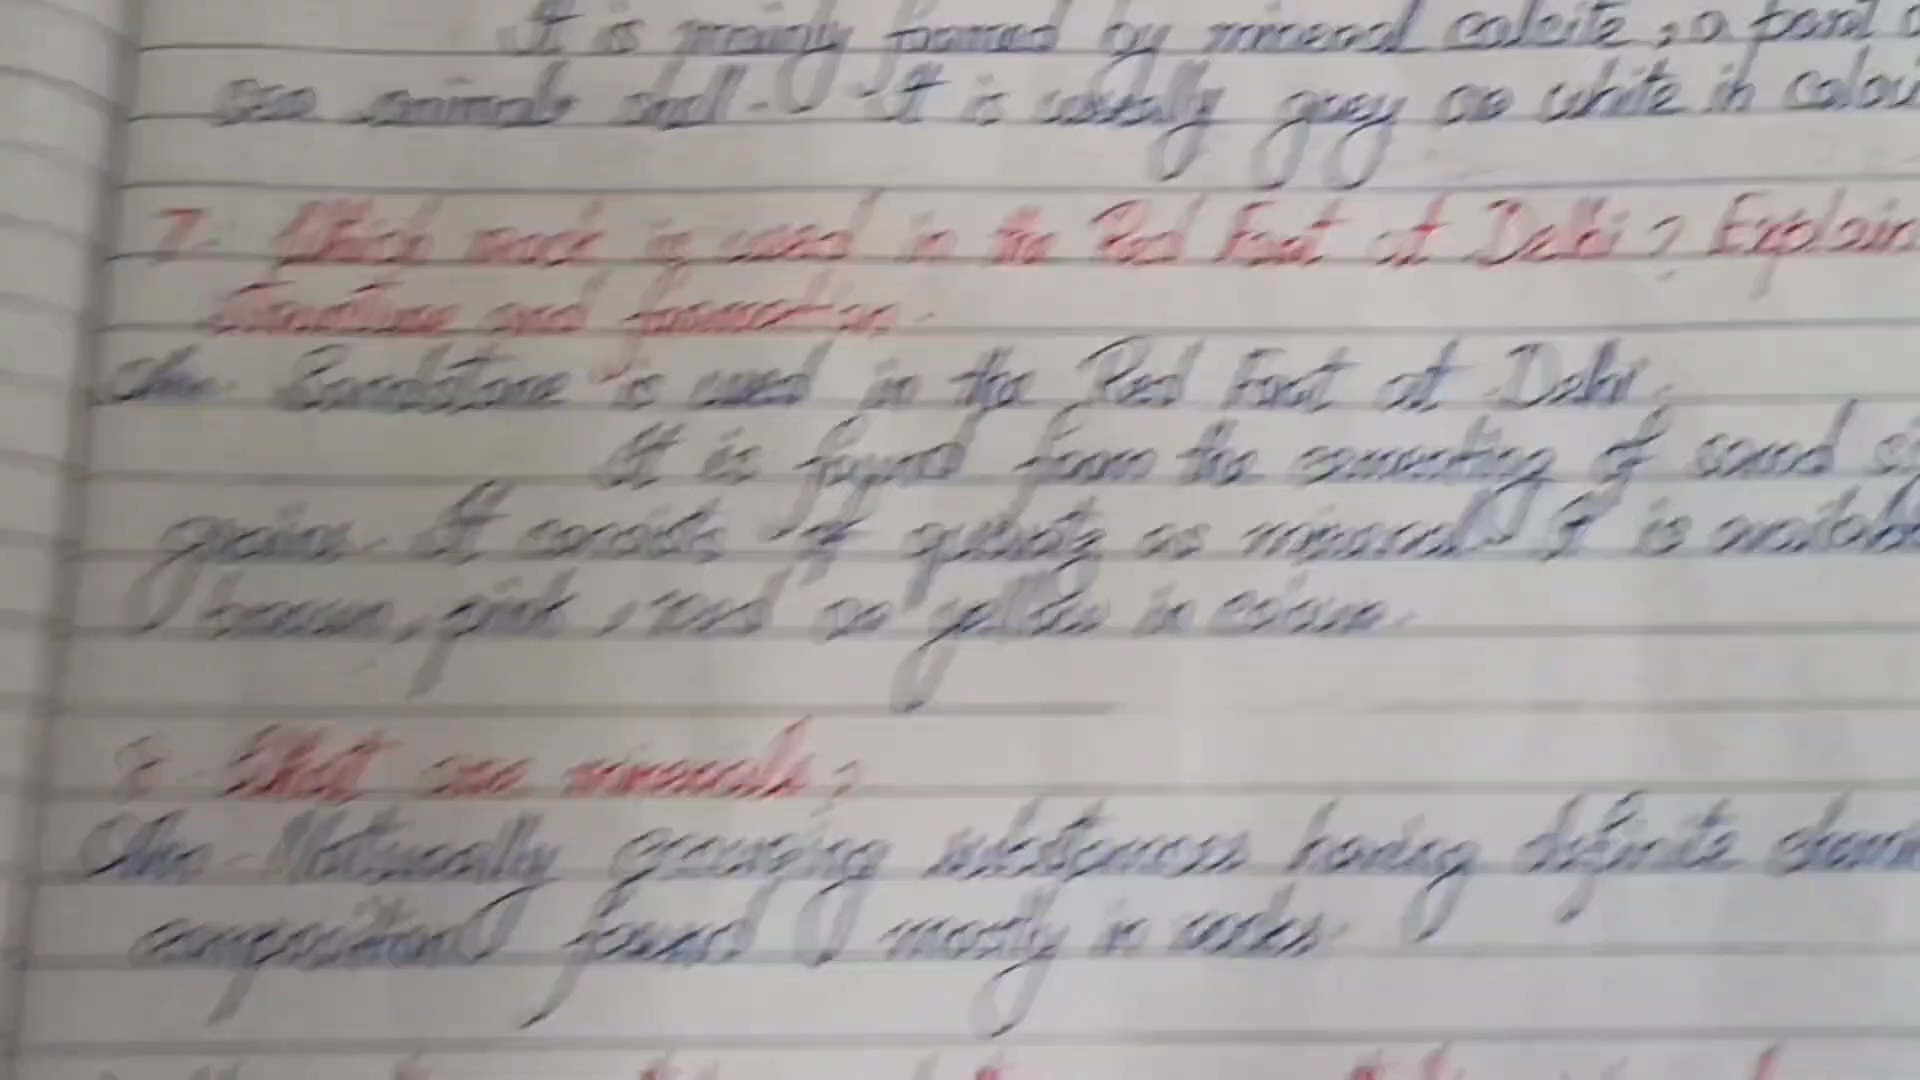 It is mainly formed by mineral calcite, a part
sea animals shell. It is usually grey or white in colour
7. Which rock is used in the Red Fort at Delhi? Explain
structure and formation.
Ans. Sandstone is used in the Red Fort at Delhi.
It is formed from the cementing of sand
grains. It consists of quartz as mineral. It is available
brown, pink, red or yellow in colour.
8. What are minerals?
Ans. Naturally occurring substances having definite
composition found mostly in rocks.